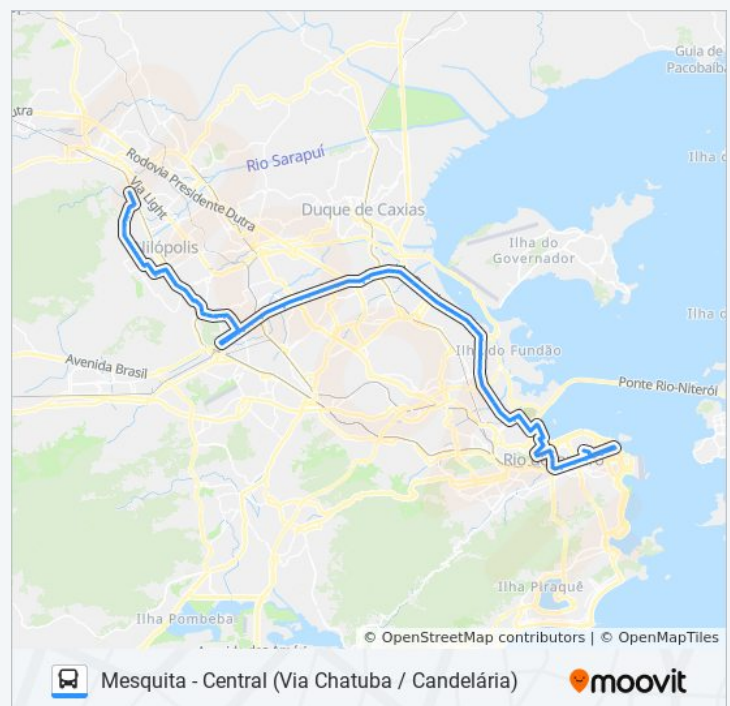 Guia de
Pacobaíba
utra
Rodovia Presidente Dutra
Rio Sarapuí
Ilha d
Via Light
Duque de Caxias
Nilópolis
Ilha do
Governador
Ilha d
Avenida Brasil
Ilha do Fundão
Ponte Rio-Niterói
Ilha Piraquê
Ilha Pombeba
© OpenStreetMap contributors | © OpenMapTiles
Mesquita - Central (Via Chatuba / Candelária)
moovit